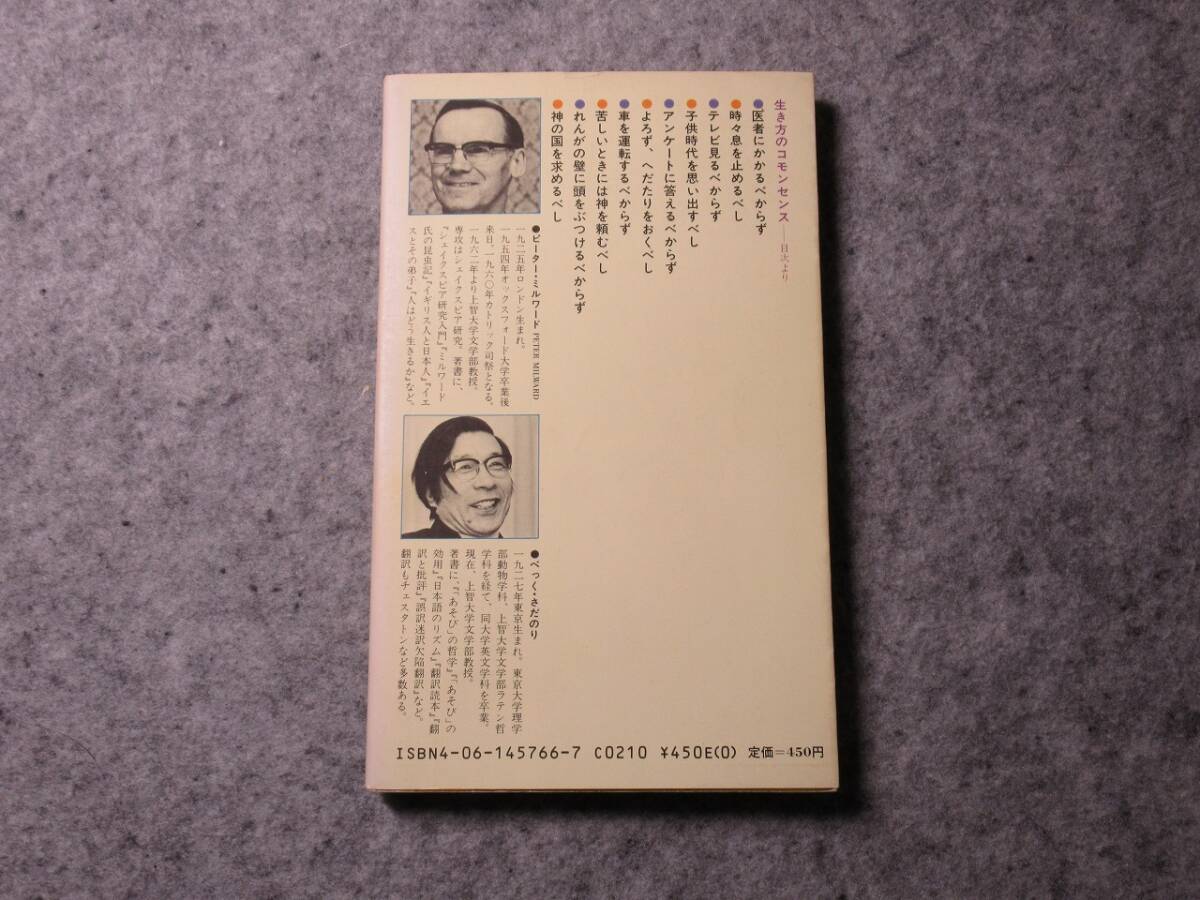 生き方のコモンセンス——目次より
●医者にかかるべからず
●時々息を止めるべし
●テレビ見るべからず
●子供時代を思い出すべし
●アンケートに答えるべからず
●よろず、へだたりをおくべし
●車を運転するべからず
●苦しいときには神を頼むべし
●れんがの壁に頭をぶつけるべからず
●神の国を求めるべし
●ピーター・ミルワード PETER MILWARD
一九二五年ロンドン生まれ。
一九五四年オックスフォード大学卒業後
来日。一九六〇年カトリック司祭となる。
一九六二年より上智大学文学部教授。
専攻はシェイクスピア研究。著書に、
『シェイクスピア研究入門』『ミルワード
氏の昆虫記』『イギリス人と日本人』『イエ
スとその弟子』『人はどう生きるか』など。
●べっく・さだのり
一九二七年東京生まれ。東京大学理学
部動物学科、上智大学文学部ラテン哲
学科を経て、同大学英文学科を卒業。
現在、上智大学文学部教授。
著書に、『「あそび」の哲学』『「あそび」の
効用』『日本語のリズム』『翻訳読本』『翻
訳と批評』『誤訳迷訳欠陥翻訳』など。
翻訳もチェスタトンなど多数ある。
ISBN4-06-145766-7 C0210 ¥450E(0) 定価=450円